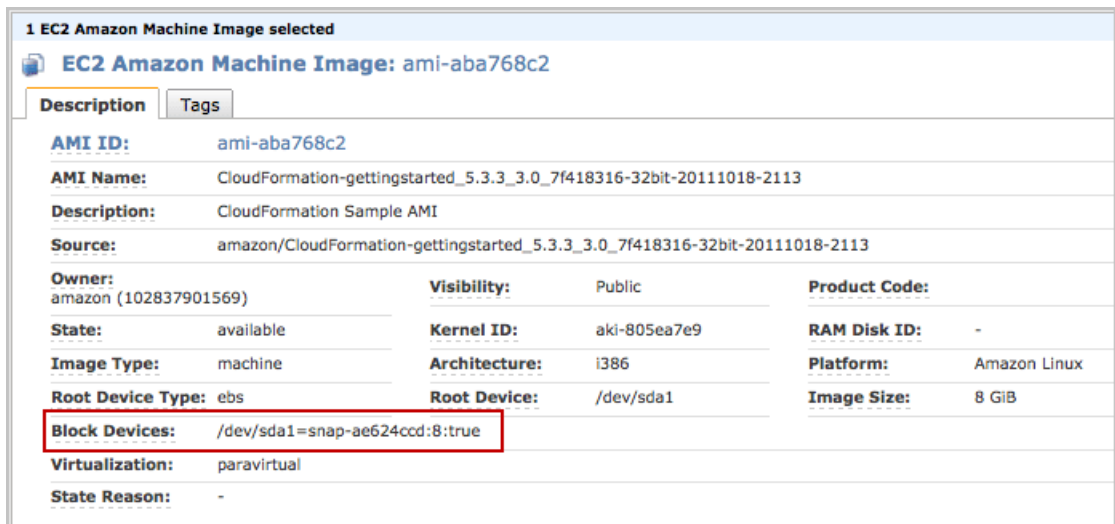 1 EC2 Amazon Machine Image selected
EC2 Amazon Machine Image: ami-aba768c2
Description Tags
AMI ID: ami-aba768c2
AMI Name: CloudFormation-gettingstarted_5.3.3_3.0_7f418316-32bit-20111018-2113
Description: CloudFormation Sample AMI
Source: amazon/CloudFormation-gettingstarted_5.3.3_3.0_7f418316-32bit-20111018-2113
Owner:
amazon (102837901569) Visibility: Public Product Code:
State: available Kernel ID: aki-805ea7e9 RAM Disk ID: -
Image Type: machine Architecture: i386 Platform: Amazon Linux
Root Device Type: ebs Root Device: /dev/sda1 Image Size: 8 GiB
Block Devices: /dev/sda1=snap-ae624ccd:8:true
Virtualization: paravirtual
State Reason: -